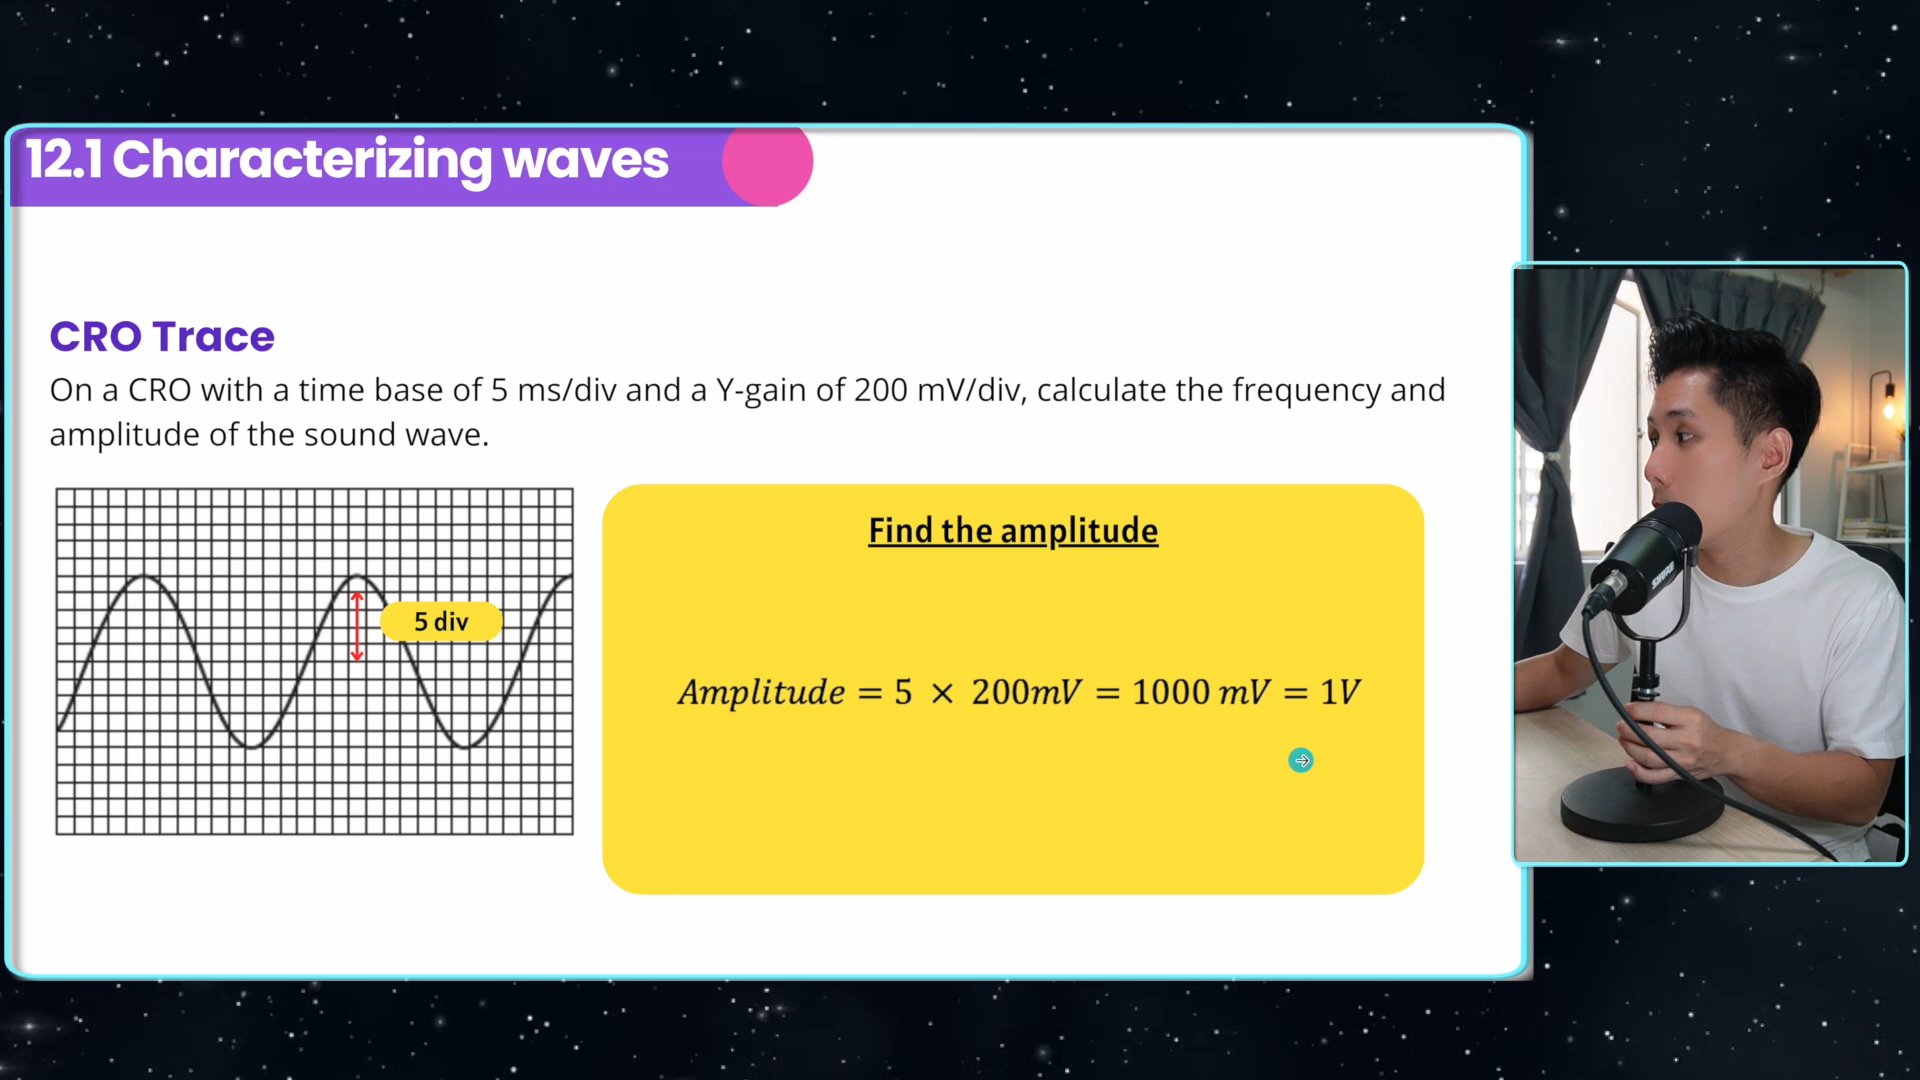 12.1 Characterizing waves
CRO Trace
On a CRO with a time base of 5 ms/div and a Y-gain of 200 mV/div, calculate the frequency and
amplitude of the sound wave.
5 div
Find the amplitude
Amplitude = 5 × 200mV = 1000 mV = 1V
SHURE